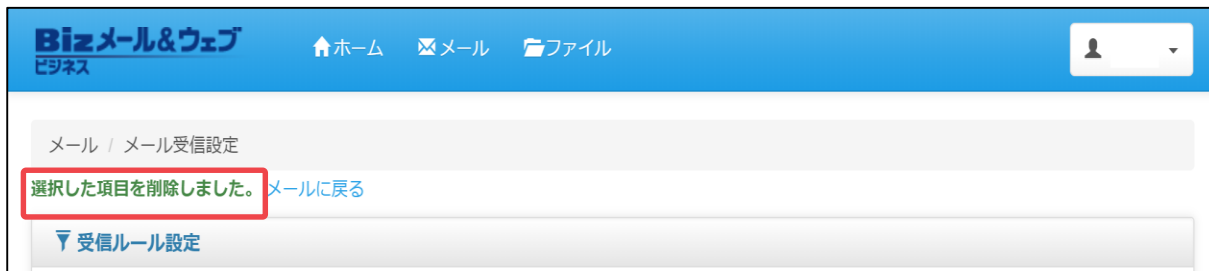 Bizメール&ウェブ
ビジネス
ホーム メール ファイル
メール / メール受信設定
選択した項目を削除しました。 メールに戻る
受信ルール設定